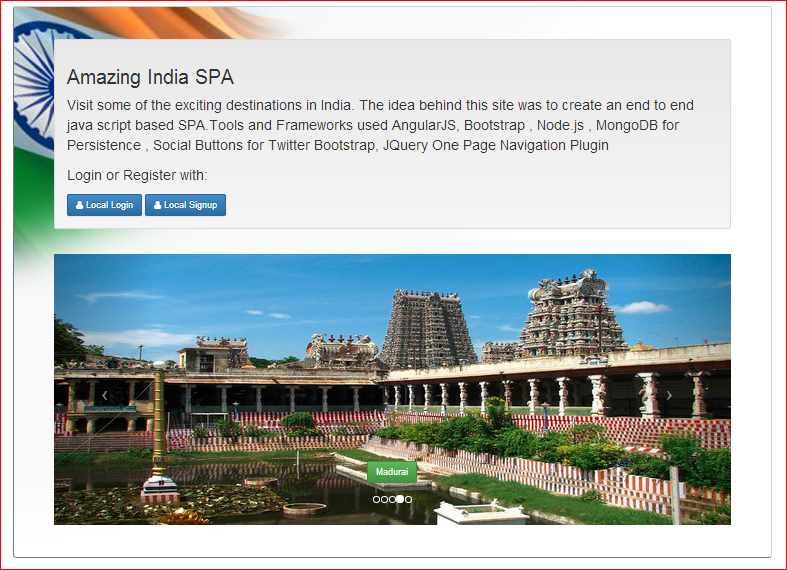 Amazing India SPA
Visit some of the exciting destinations in India. The idea behind this site was to create an end to end
java script based SPA.Tools and Frameworks used AngularJS, Bootstrap , Node.js , MongoDB for
Persistence , Social Buttons for Twitter Bootstrap, JQuery One Page Navigation Plugin
Login or Register with:
Local Login Local Signup
Madurai